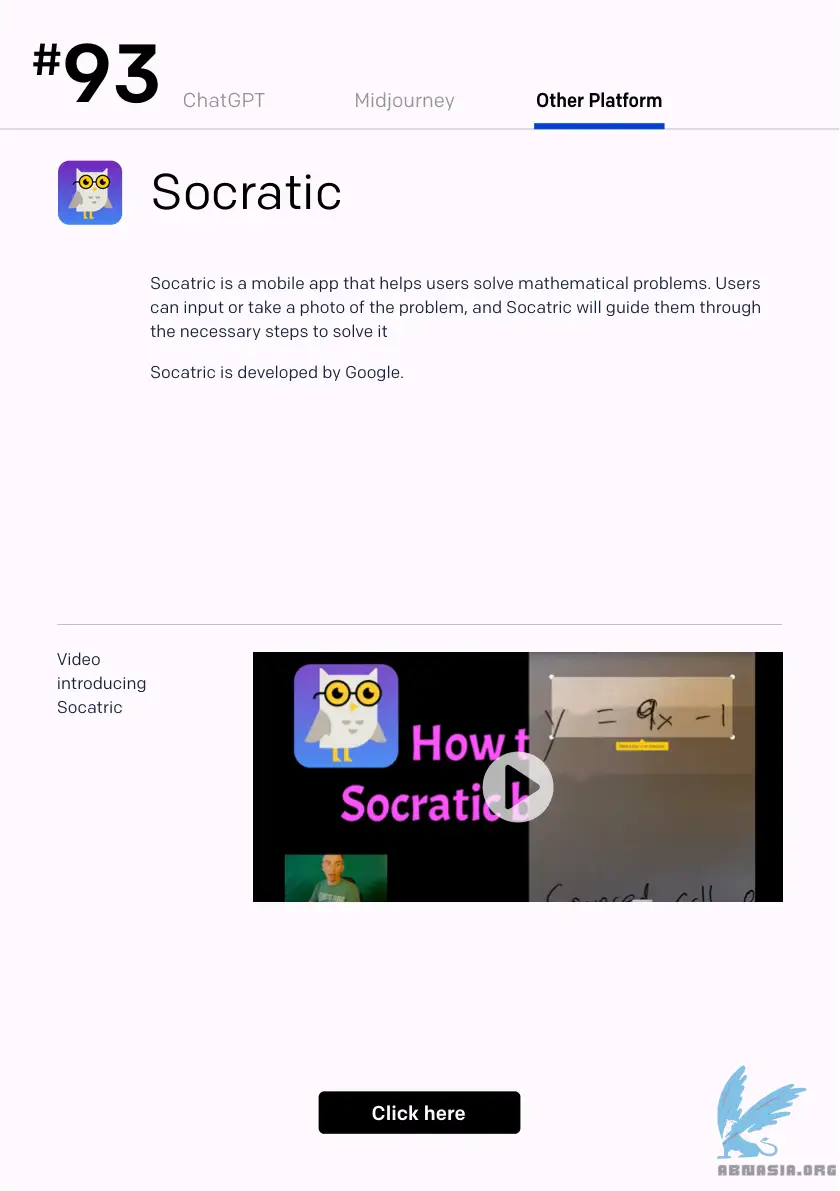 #93
ChatGPT Midjourney Other Platform
Socratic
Socatric is a mobile app that helps users solve mathematical problems. Users
can input or take a photo of the problem, and Socatric will guide them through
the necessary steps to solve it
Socatric is developed by Google.
Video
introducing
Socatric
How t
Socratic b
y = 9x - 1
Click here
ABNASIA.ORG